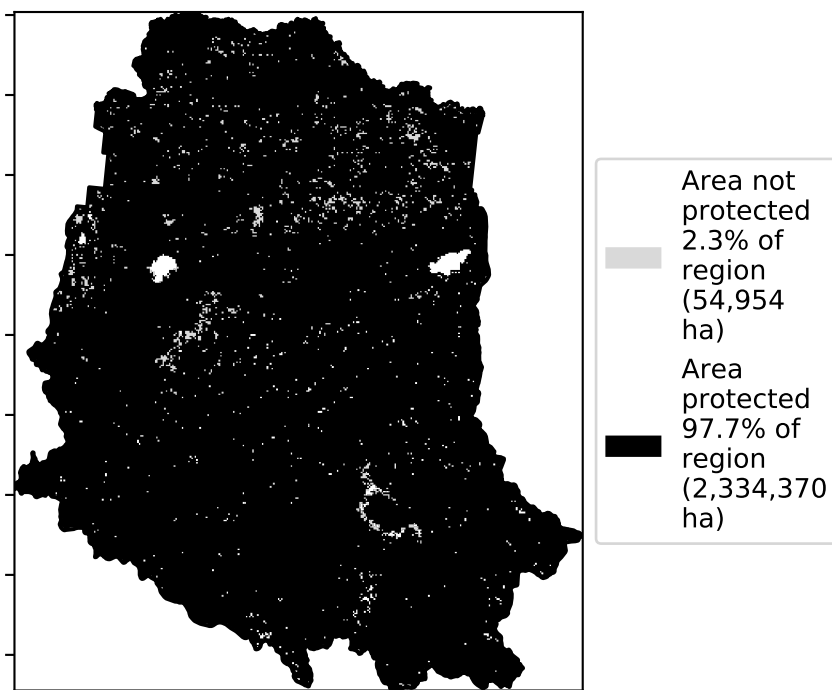 Area not
protected
2.3% of
region
(54,954
ha)
Area
protected
97.7% of
region
(2,334,370
ha)